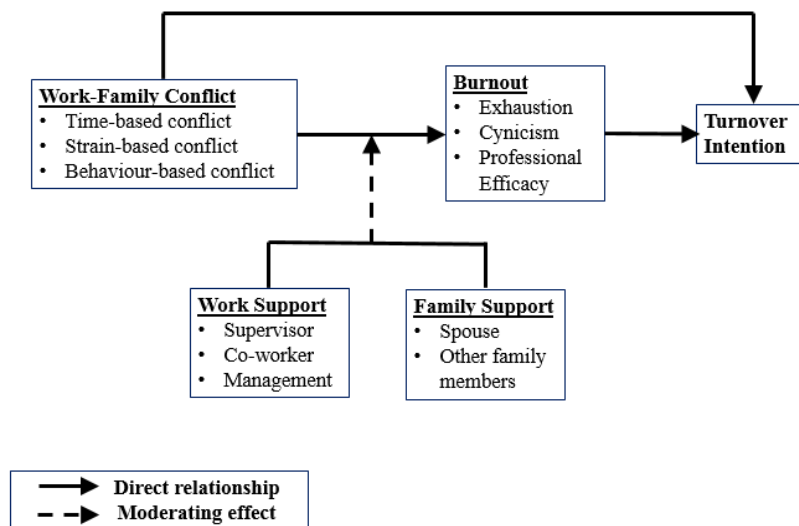 Work-Family Conflict
• Time-based conflict
• Strain-based conflict
• Behaviour-based conflict
Burnout
• Exhaustion
• Cynicism
• Professional
Efficacy
Turnover
Intention
Work Support
• Supervisor
• Co-worker
• Management
Family Support
• Spouse
• Other family
members
Direct relationship
Moderating effect